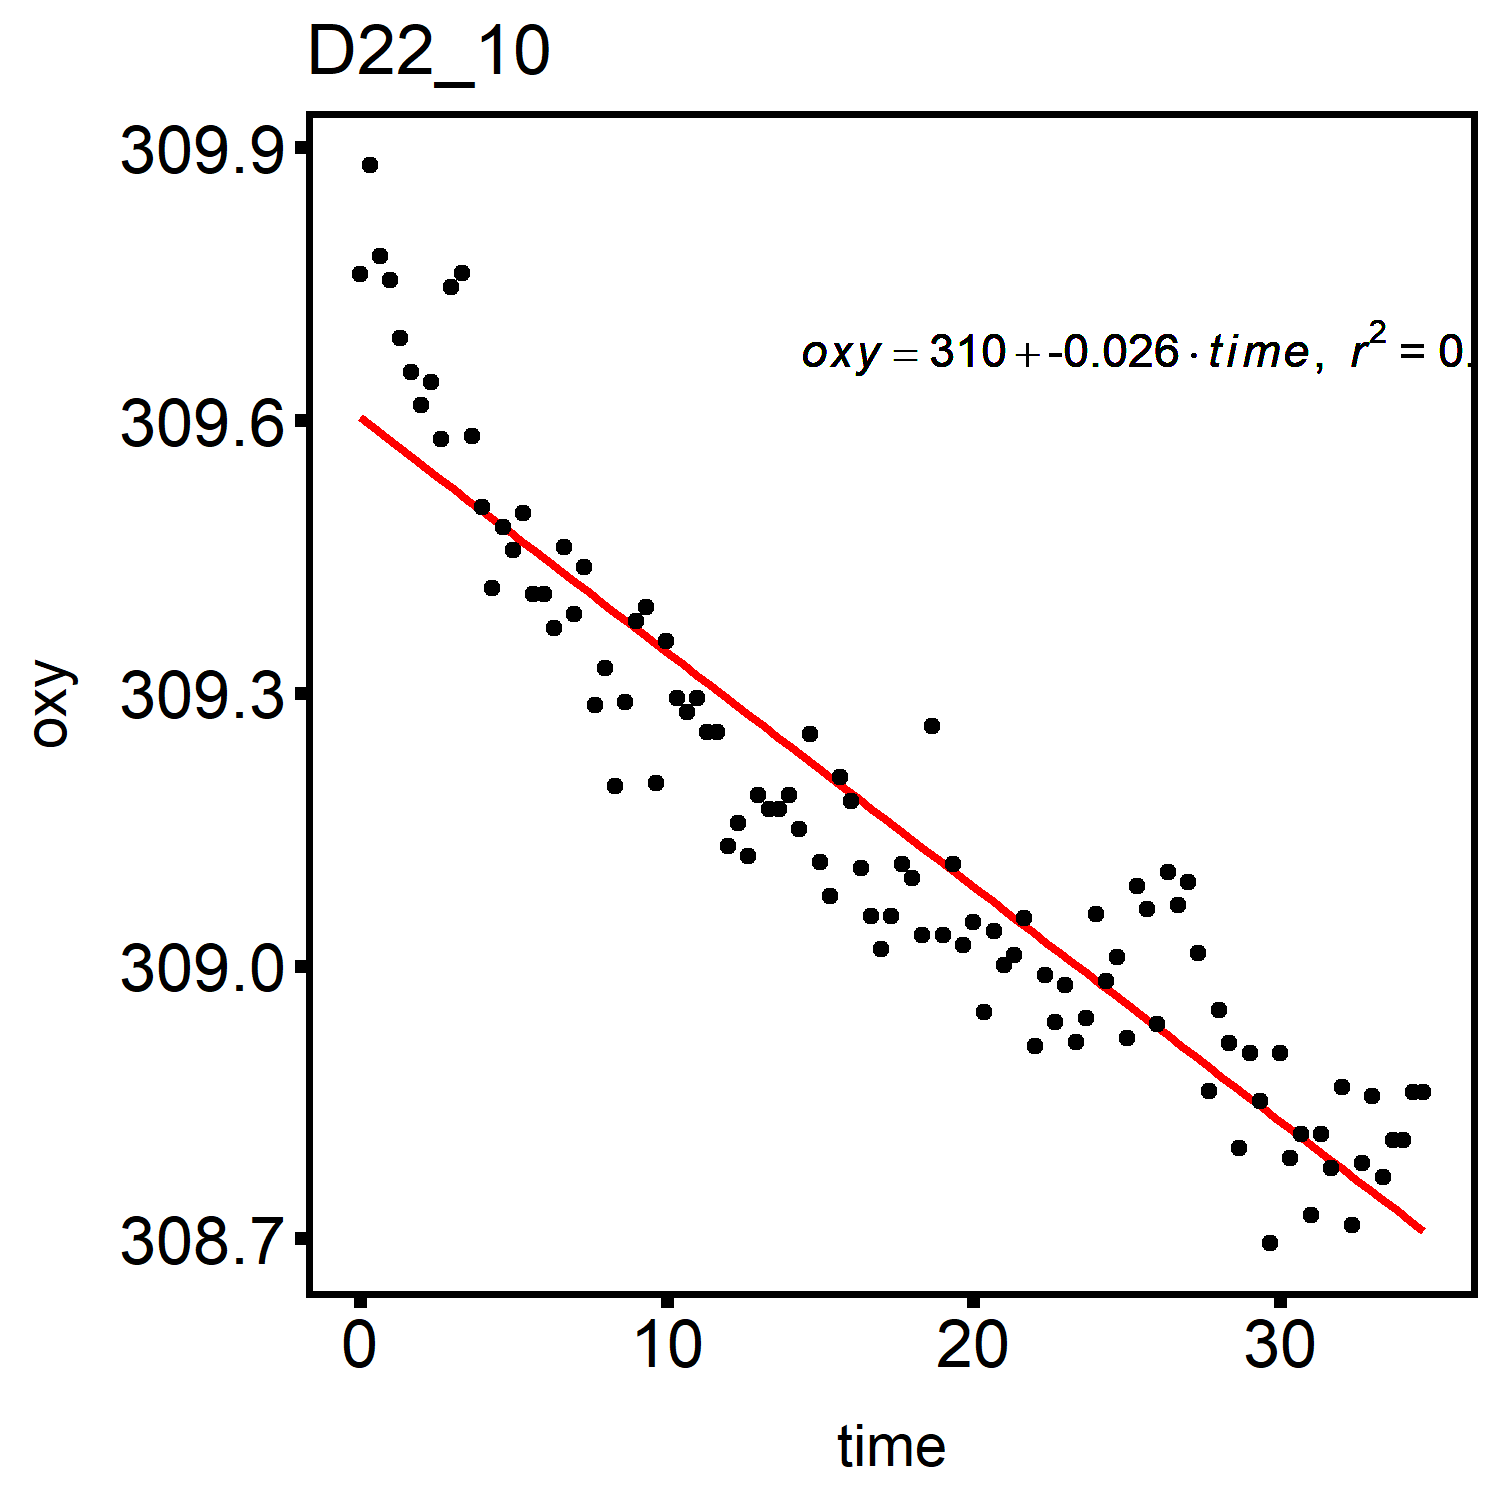 D22_10
309.9
309.6
309.3
309.0
308.7
oxy
oxy = 310 + -0.026 · time, r² = 0.
0 10 20 30
time